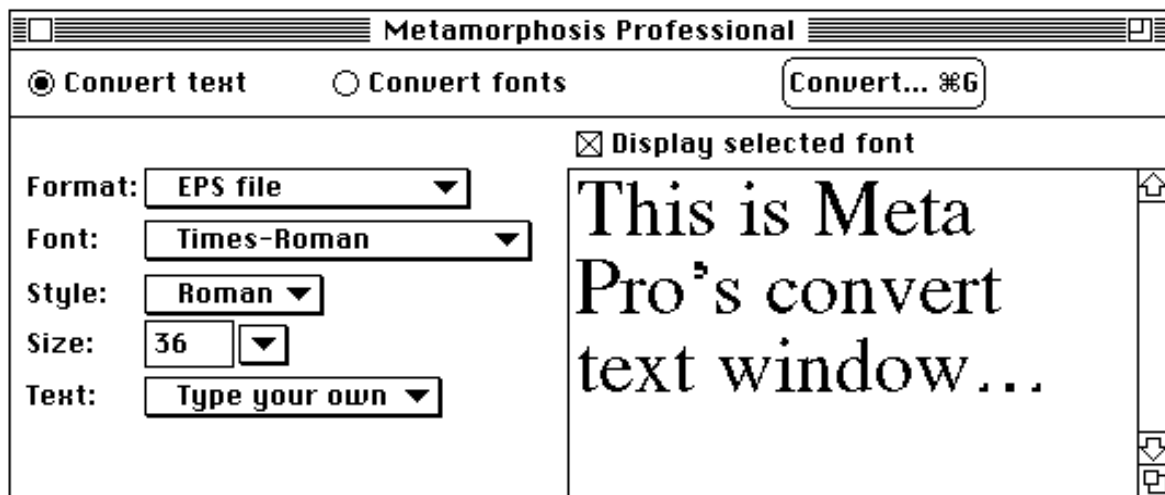 Metamorphosis Professional
Convert text Convert fonts Convert... ⌘G
Display selected font
Format: EPS file
Font: Times-Roman
Style: Roman
Size: 36
Text: Type your own
This is Meta
Pro’s convert
text window…